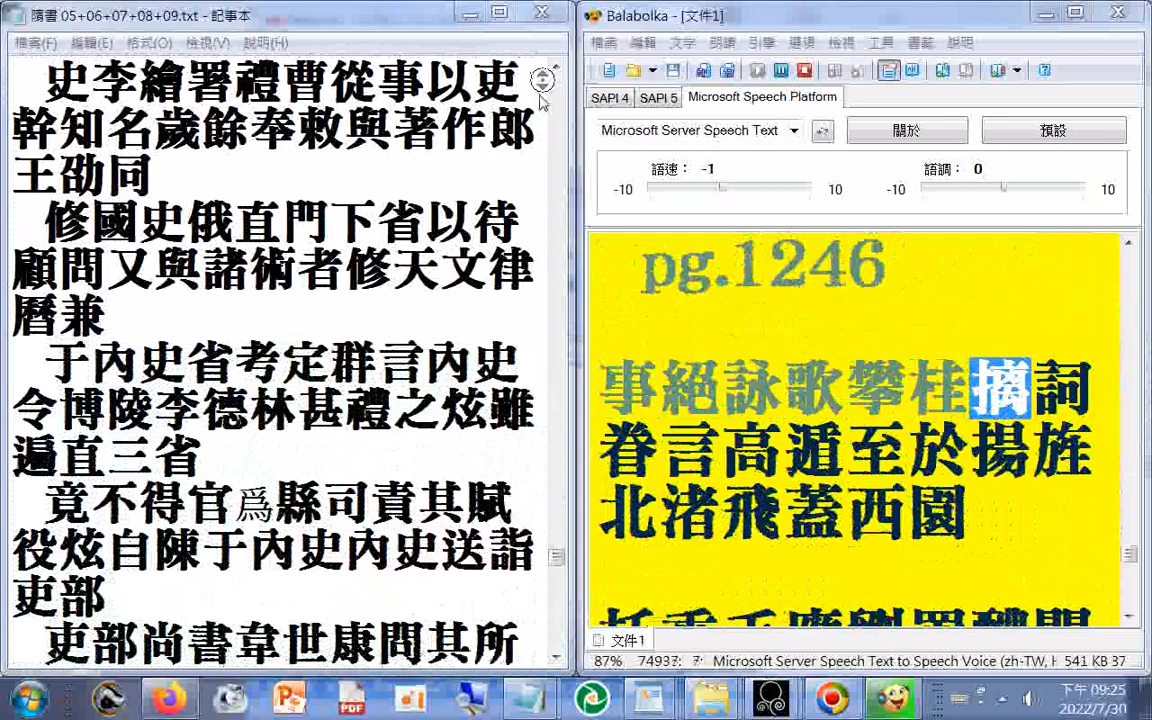 隋書.05+06+07+08+09.txt - 記事本
檔案(F) 編輯(E) 格式(O) 檢視(V) 說明(H)
史李繪署禮曹從事以吏
幹知名歲餘奉敕與著作郎
王劭同
修國史俄直門下省以待
顧問又與諸術者修天文律
曆兼
于內史省考定群言內史
令博陵李德林甚禮之炫雖
遍直三省
竟不得官爲縣司責其賦
役炫自陳于內史內史送詣
吏部
吏部尚書韋世康問其所
Balabolka - [文件1]
檔案 編輯 文字 朗讀 引擎 選項 檢視 工具 書籤 說明
SAPI 4 SAPI 5 Microsoft Speech Platform
Microsoft Server Speech Text 關於 預設
語速： -1 語調： 0
-10 10 -10 10
pg.1246
事絕詠歌攀桂摛詞
眷言高遁至於揚旌
北渚飛蓋西園
文件1
87% 74937: 7: Microsoft Server Speech Text to Speech Voice (zh-TW, H 541 KB 37
下午 09:25
2022/7/30